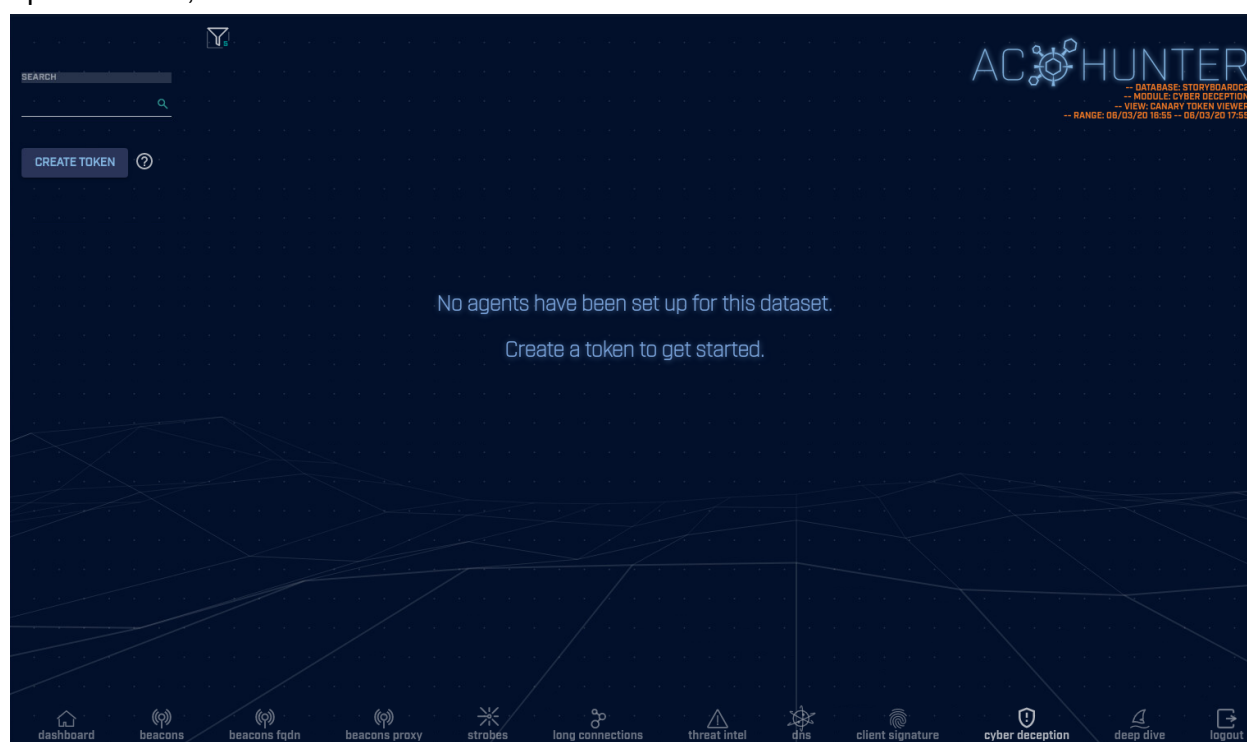 SEARCH
CREATE TOKEN
AC HUNTER
-- DATABASE: STORYBOARDC2
-- MODULE: CYBER DECEPTION
-- VIEW: CANARY TOKEN VIEWER
-- RANGE: 06/03/20 16:55 -- 06/03/20 17:55
No agents have been set up for this dataset.
Create a token to get started.
dashboard
beacons
beacons fqdn
beacons proxy
strobes
long connections
threat intel
dns
client signature
cyber deception
deep dive
logout